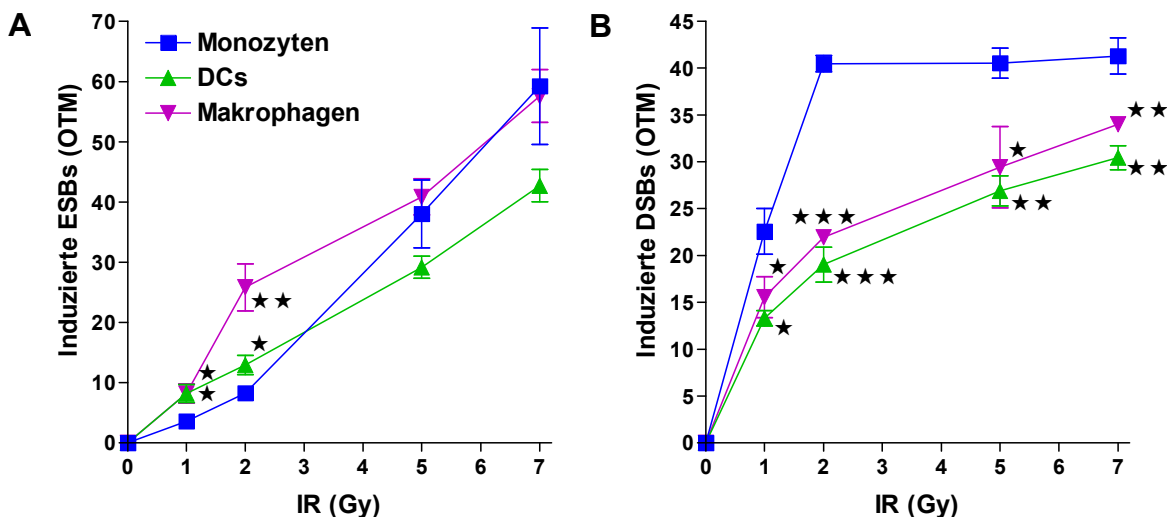 A
Induzierte ESBs (OTM)
70
60
50
40
30
20
10
0
Monozyten
DCs
Makrophagen
★ ★
★
★
★
0 1 2 3 4 5 6 7
IR (Gy)
B
Induzierte DSBs (OTM)
45
40
35
30
25
20
15
10
5
0
★ ★
★
★ ★
★ ★
★ ★ ★
★ ★ ★
★
★
0 1 2 3 4 5 6 7
IR (Gy)